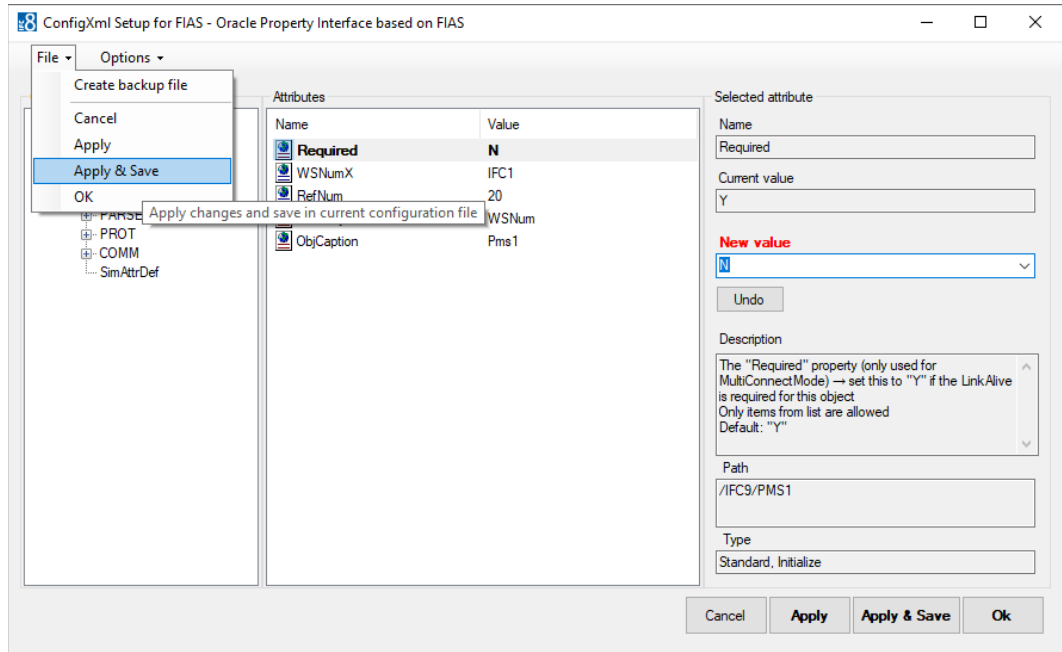 ConfigXml Setup for FIAS - Oracle Property Interface based on FIAS
File Options
Create backup file
Cancel
Apply
Apply & Save
OK
Apply changes and save in current configuration file
PROT
COMM
SimAttrDef
Attributes
Name Value
Required N
WSNumX IFC1
RefNum 20
WSNum
ObjCaption Pms1
Selected attribute
Name
Required
Current value
Y
New value
N
Undo
Description
The "Required" property (only used for
MultiConnectMode) → set this to "Y" if the LinkAlive
is required for this object
Only items from list are allowed
Default: "Y"
Path
/IFC9/PMS1
Type
Standard, Initialize
Cancel Apply Apply & Save Ok